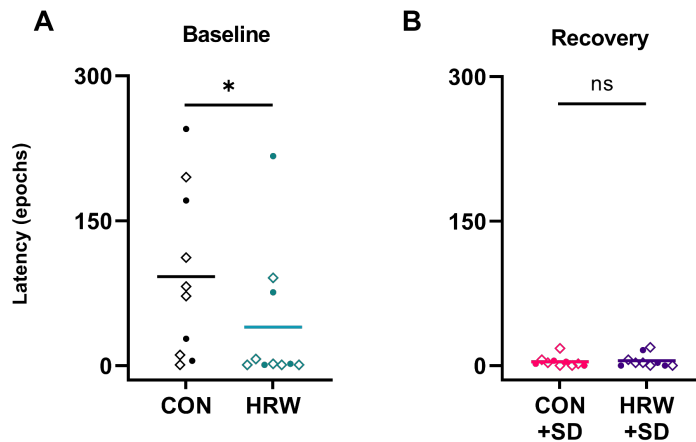 A
Baseline
300
*
150
0
Latency (epochs)
CON
HRW
B
Recovery
300
ns
150
0
CON
+SD
HRW
+SD